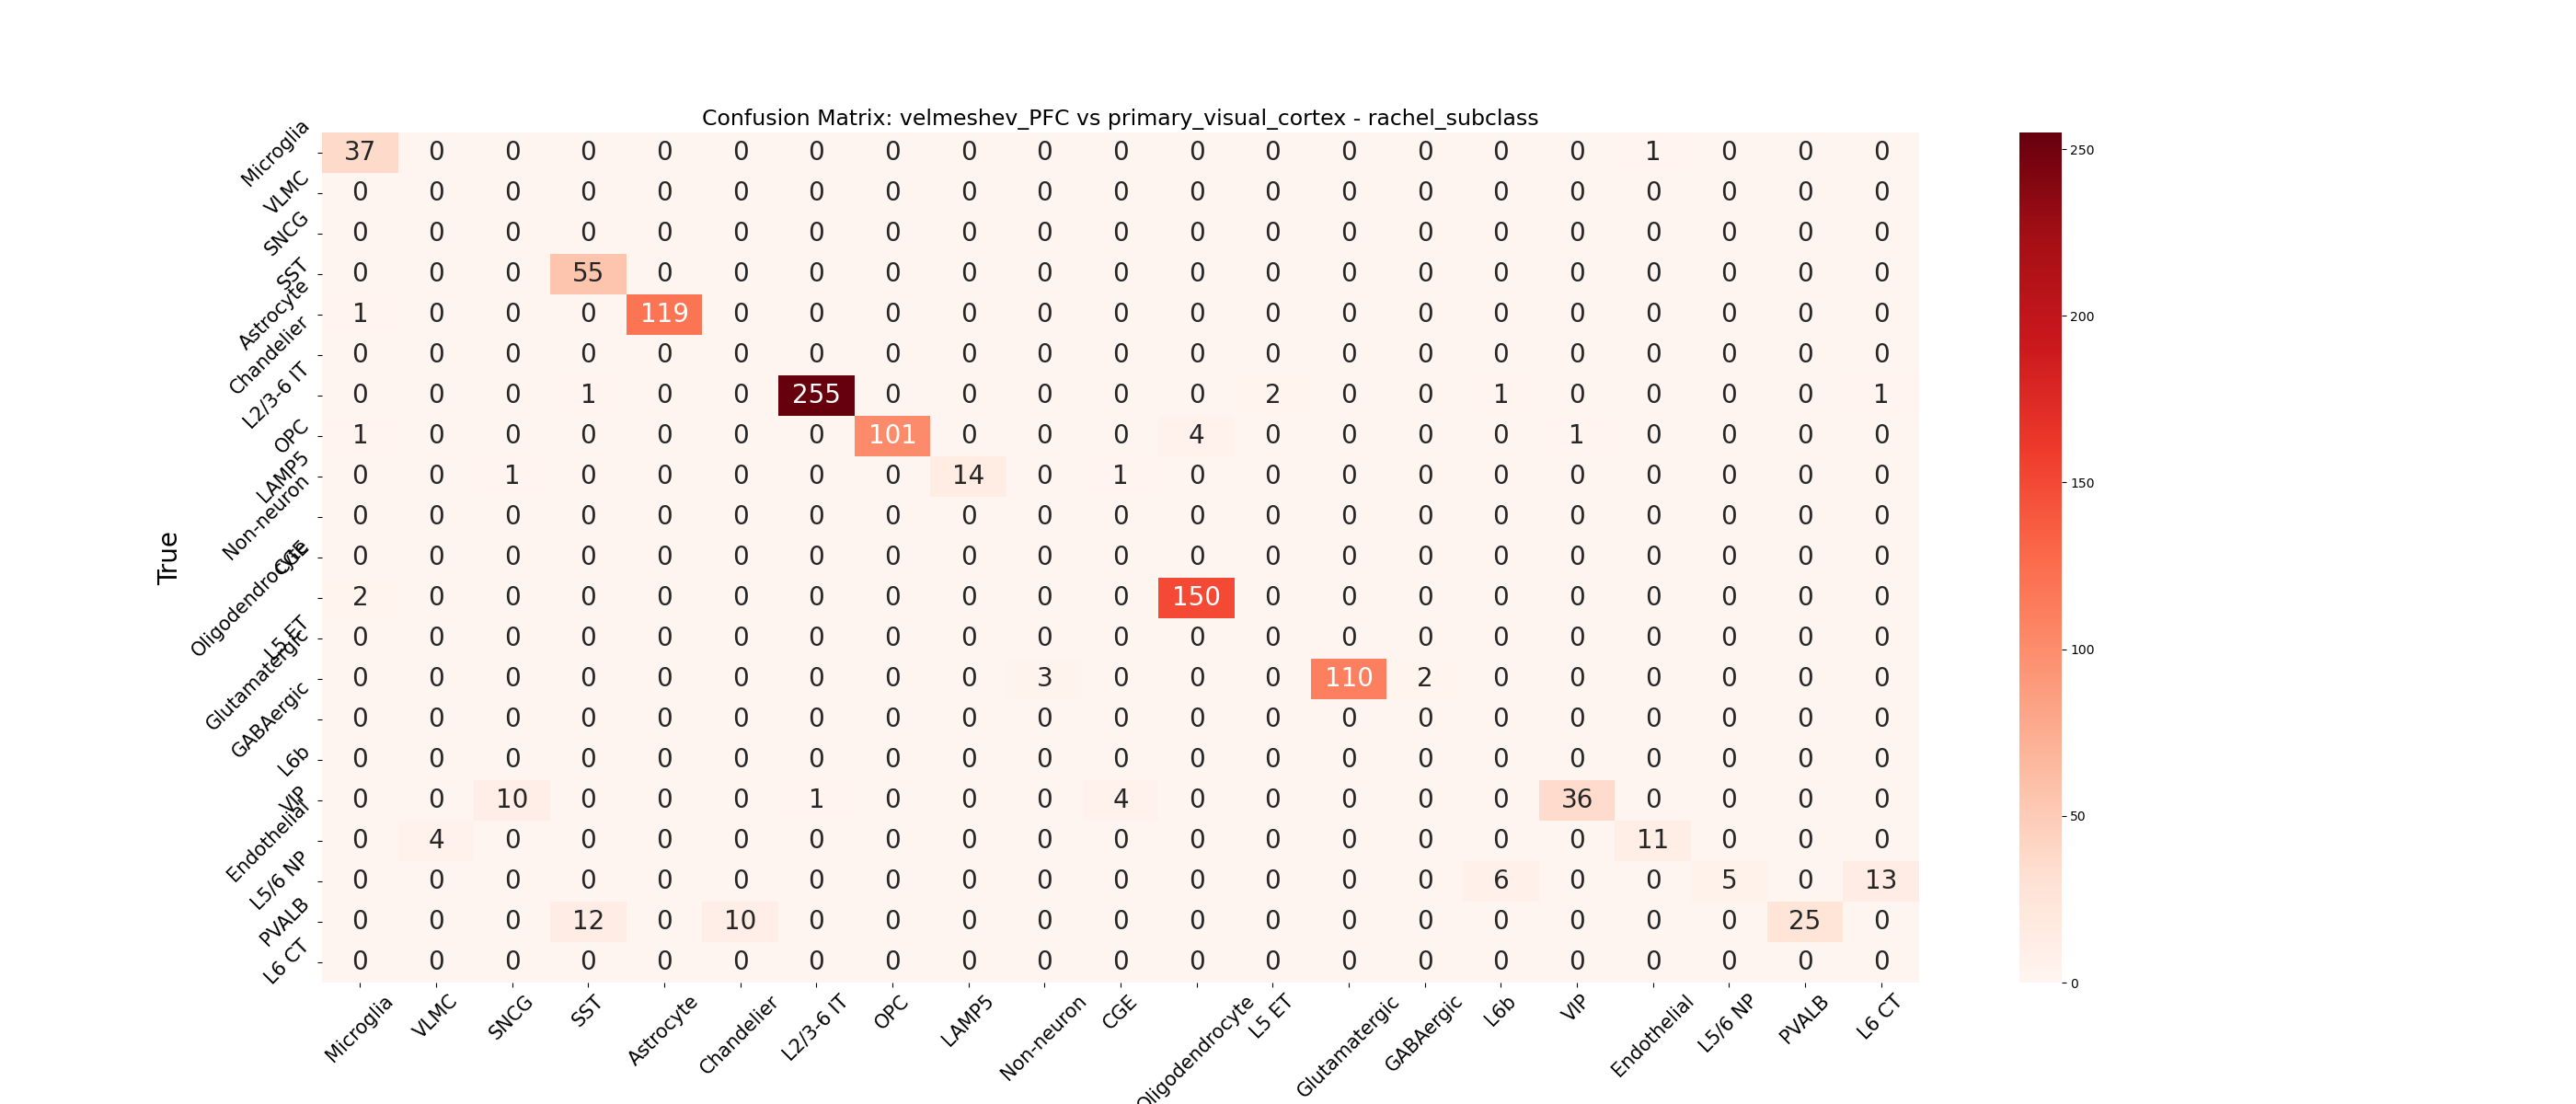 Confusion Matrix: velmeshev_PFC vs primary_visual_cortex - rachel_subclass
True
Microglia 37 0 0 0 0 0 0 0 0 0 0 0 0 0 0 0 0 1 0 0 0
VLMC 0 0 0 0 0 0 0 0 0 0 0 0 0 0 0 0 0 0 0 0 0
SNCG 0 0 0 0 0 0 0 0 0 0 0 0 0 0 0 0 0 0 0 0 0
SST 0 0 0 55 0 0 0 0 0 0 0 0 0 0 0 0 0 0 0 0 0
Astrocyte 1 0 0 0 119 0 0 0 0 0 0 0 0 0 0 0 0 0 0 0 0
Chandelier 0 0 0 0 0 0 0 0 0 0 0 0 0 0 0 0 0 0 0 0 0
L2/3-6 IT 0 0 0 1 0 0 255 0 0 0 0 0 2 0 0 1 0 0 0 0 1
OPC 1 0 0 0 0 0 0 101 0 0 0 4 0 0 0 0 1 0 0 0 0
LAMP5 0 0 1 0 0 0 0 0 14 0 1 0 0 0 0 0 0 0 0 0 0
Non-neuron 0 0 0 0 0 0 0 0 0 0 0 0 0 0 0 0 0 0 0 0 0
CGE 0 0 0 0 0 0 0 0 0 0 0 0 0 0 0 0 0 0 0 0 0
Oligodendrocyte 2 0 0 0 0 0 0 0 0 0 0 150 0 0 0 0 0 0 0 0 0
L5 ET 0 0 0 0 0 0 0 0 0 0 0 0 0 0 0 0 0 0 0 0 0
Glutamatergic 0 0 0 0 0 0 0 0 0 3 0 0 0 110 2 0 0 0 0 0 0
GABAergic 0 0 0 0 0 0 0 0 0 0 0 0 0 0 0 0 0 0 0 0 0
L6b 0 0 0 0 0 0 0 0 0 0 0 0 0 0 0 0 0 0 0 0 0
VIP 0 0 10 0 0 0 1 0 0 0 4 0 0 0 0 0 36 0 0 0 0
Endothelial 0 4 0 0 0 0 0 0 0 0 0 0 0 0 0 0 0 11 0 0 0
L5/6 NP 0 0 0 0 0 0 0 0 0 0 0 0 0 0 0 6 0 0 5 0 13
PVALB 0 0 0 12 0 10 0 0 0 0 0 0 0 0 0 0 0 0 0 25 0
L6 CT 0 0 0 0 0 0 0 0 0 0 0 0 0 0 0 0 0 0 0 0 0
Microglia VLMC SNCG SST Astrocyte Chandelier L2/3-6 IT OPC LAMP5 Non-neuron CGE Oligodendrocyte L5 ET Glutamatergic GABAergic L6b VIP Endothelial L5/6 NP PVALB L6 CT
250
200
150
100
50
0